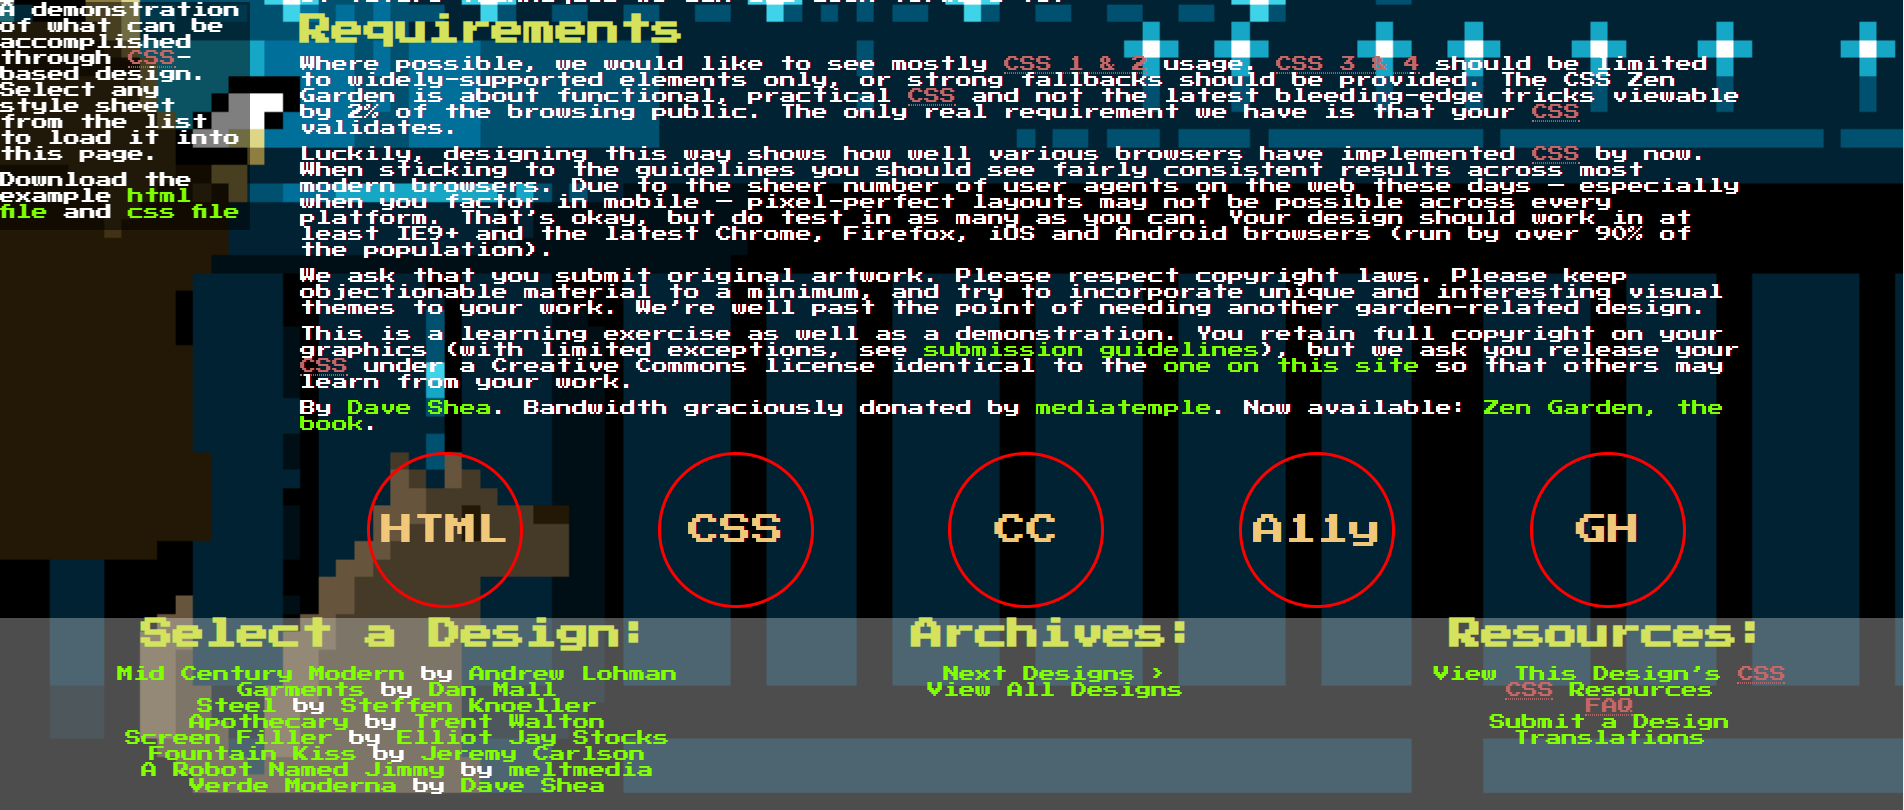 A demonstration
of what can be
accomplished
through CSS-
based design.
Select any
style sheet
from the list
to load it into
this page.
Download the
example html
file and css file
Requirements
Where possible, we would like to see mostly CSS 1 & 2 usage. CSS 3 & 4 should be limited
to widely-supported elements only, or strong fallbacks should be provided. The CSS Zen
Garden is about functional, practical CSS and not the latest bleeding-edge tricks viewable
by 2% of the browsing public. The only real requirement we have is that your CSS
validates.
Luckily, designing this way shows how well various browsers have implemented CSS by now.
When sticking to the guidelines you should see fairly consistent results across most
modern browsers. Due to the sheer number of user agents on the web these days — especially
when you factor in mobile — pixel-perfect layouts may not be possible across every
platform. That's okay, but do test in as many as you can. Your design should work in at
least IE9+ and the latest Chrome, Firefox, iOS and Android browsers (run by over 90% of
the population).
We ask that you submit original artwork. Please respect copyright laws. Please keep
objectionable material to a minimum, and try to incorporate unique and interesting visual
themes to your work. We're well past the point of needing another garden-related design.
This is a learning exercise as well as a demonstration. You retain full copyright on your
graphics (with limited exceptions, see submission guidelines), but we ask you release your
CSS under a Creative Commons license identical to the one on this site so that others may
learn from your work.
By Dave Shea. Bandwidth graciously donated by mediatemple. Now available: Zen Garden, the
book.
HTML
CSS
CC
A11y
GH
Select a Design:
Mid Century Modern by Andrew Lohman
Garments by Dan Mall
Steel by Steffen Knoeller
Apothecary by Trent Walton
Screen Filler by Elliot Jay Stocks
Fountain Kiss by Jeremy Carlson
A Robot Named Jimmy by meltmedia
Verde Moderna by Dave Shea
Archives:
Next Designs ›
View All Designs
Resources:
View This Design's CSS
CSS Resources
FAQ
Submit a Design
Translations